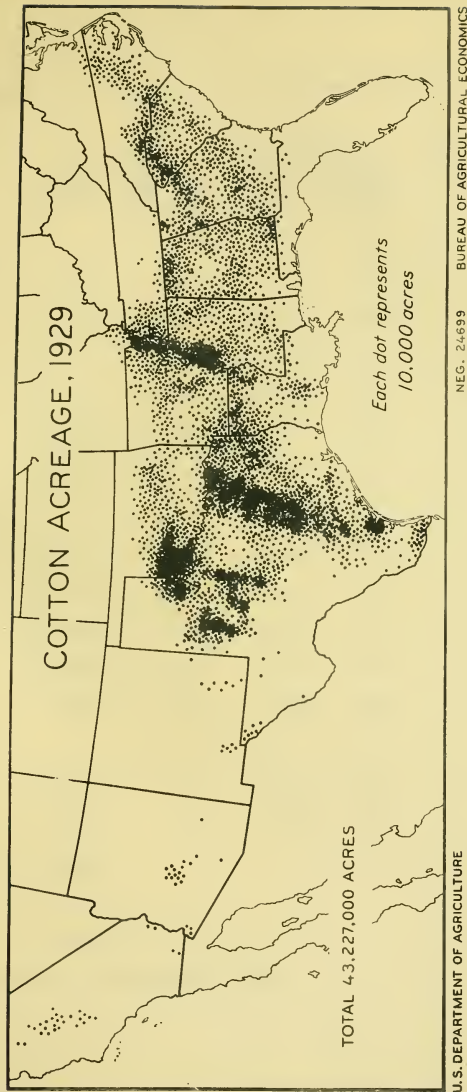 COTTON ACREAGE, 1929
Each dot represents
10.000 acres
TOTAL 43,227,000 ACRES
U.S. DEPARTMENT OF AGRICULTURE
NEG. 24699
BUREAU OF AGRICULTURAL ECONOMICS